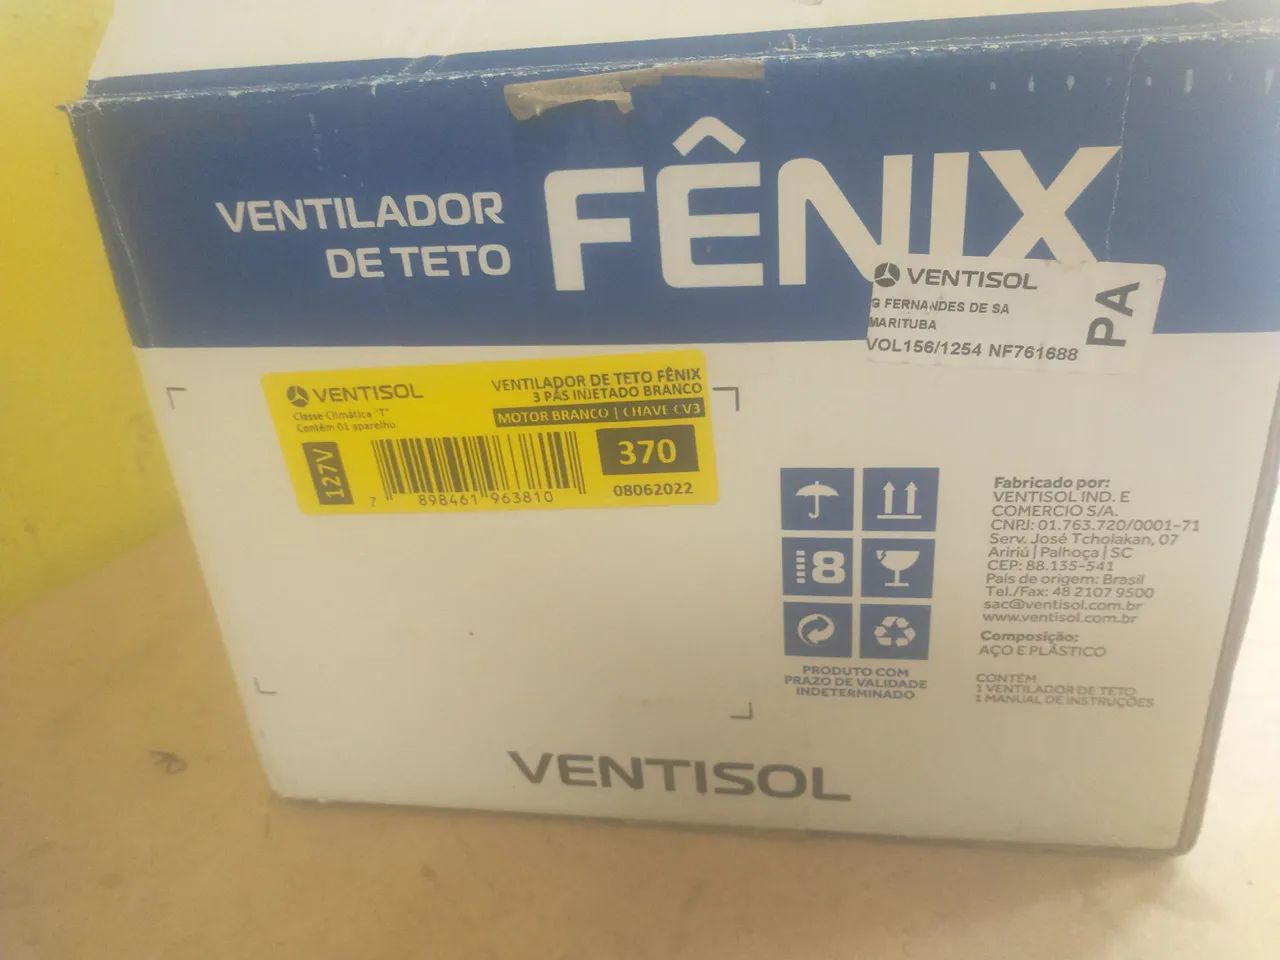 VENTILADOR
DE TETO
FÊNIX
VENTISOL
G FERNANDES DE SA
MARITUBA
VOL156/1254 NF761688
PA
VENTISOL
Classe Climática "T"
Contém 01 aparelho
VENTILADOR DE TETO FÊNIX
3 PÁS INJETADO BRANCO
MOTOR BRANCO | CHAVE CV3
127V
370
7 898461 963810
08062022
8
PRODUTO COM
PRAZO DE VALIDADE
INDETERMINADO
Fabricado por:
VENTISOL IND. E
COMERCIO S/A.
CNPJ: 01.763.720/0001-71
Serv. José Tcholakan, 07
Aririú | Palhoça | SC
CEP: 88.135-541
País de origem: Brasil
Tel./Fax: 48 2107 9500
sac@ventisol.com.br
www.ventisol.com.br
Composição:
AÇO E PLÁSTICO
CONTÉM
1 VENTILADOR DE TETO
1 MANUAL DE INSTRUÇÕES
VENTISOL